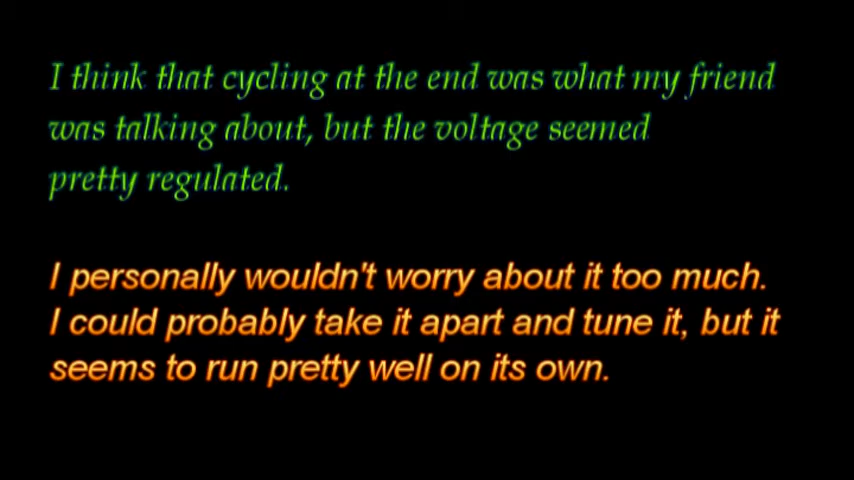 I think that cycling at the end was what my friend
was talking about, but the voltage seemed
pretty regulated.
I personally wouldn't worry about it too much.
I could probably take it apart and tune it, but it
seems to run pretty well on its own.